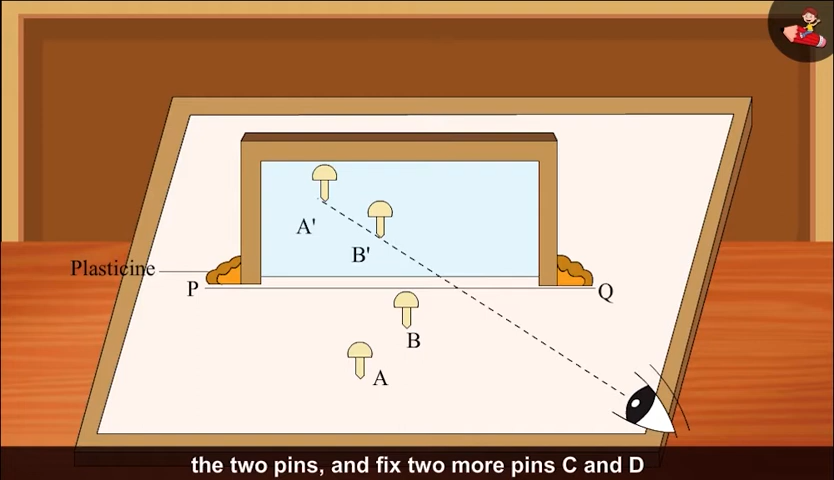 A'
B'
Plasticine
P
Q
B
A
the two pins, and fix two more pins C and D